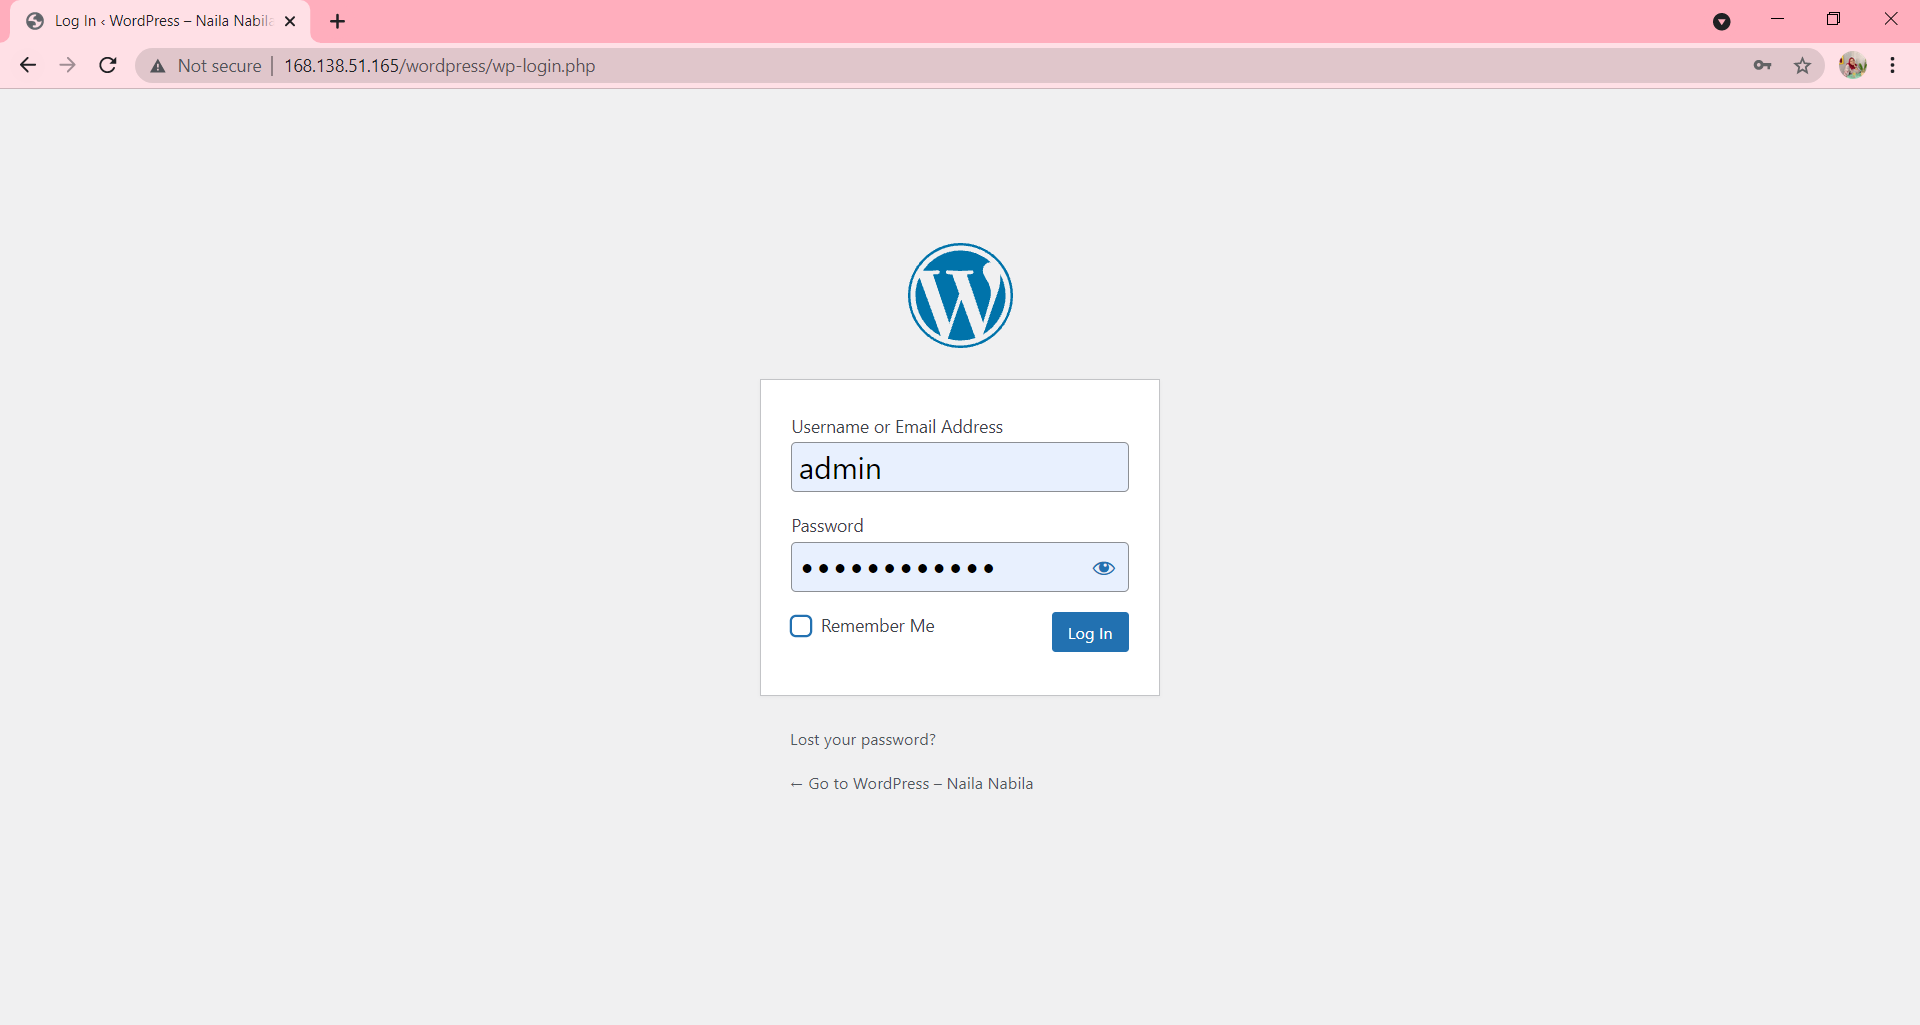 Log In ‹ WordPress – Naila Nabila
Not secure | 168.138.51.165/wordpress/wp-login.php
Username or Email Address
admin
Password
••••••••••••
Remember Me
Log In
Lost your password?
← Go to WordPress – Naila Nabila